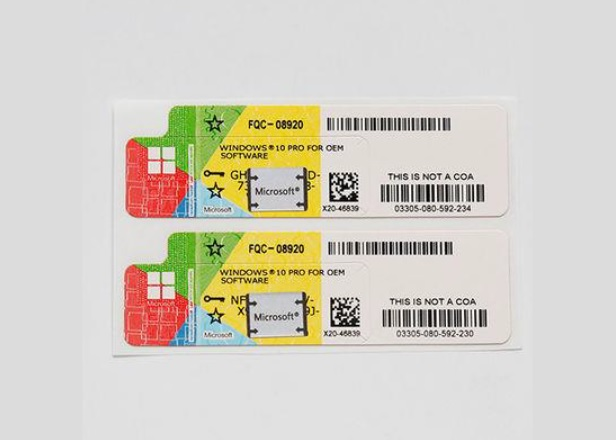 FQC-08920
WINDOWS® 10 PRO FOR OEM
SOFTWARE
GH
D-
Microsoft®
THIS IS NOT A COA
Microsoft
X20-46839
03305-080-592-234
FQC-08920
WINDOWS® 10 PRO FOR OEM
SOFTWARE
NF
Microsoft®
THIS IS NOT A COA
Microsoft
X20-46839
03305-080-592-230